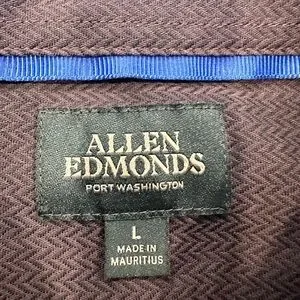 ALLEN
EDMONDS
PORT WASHINGTON
L
MADE IN
MAURITIUS